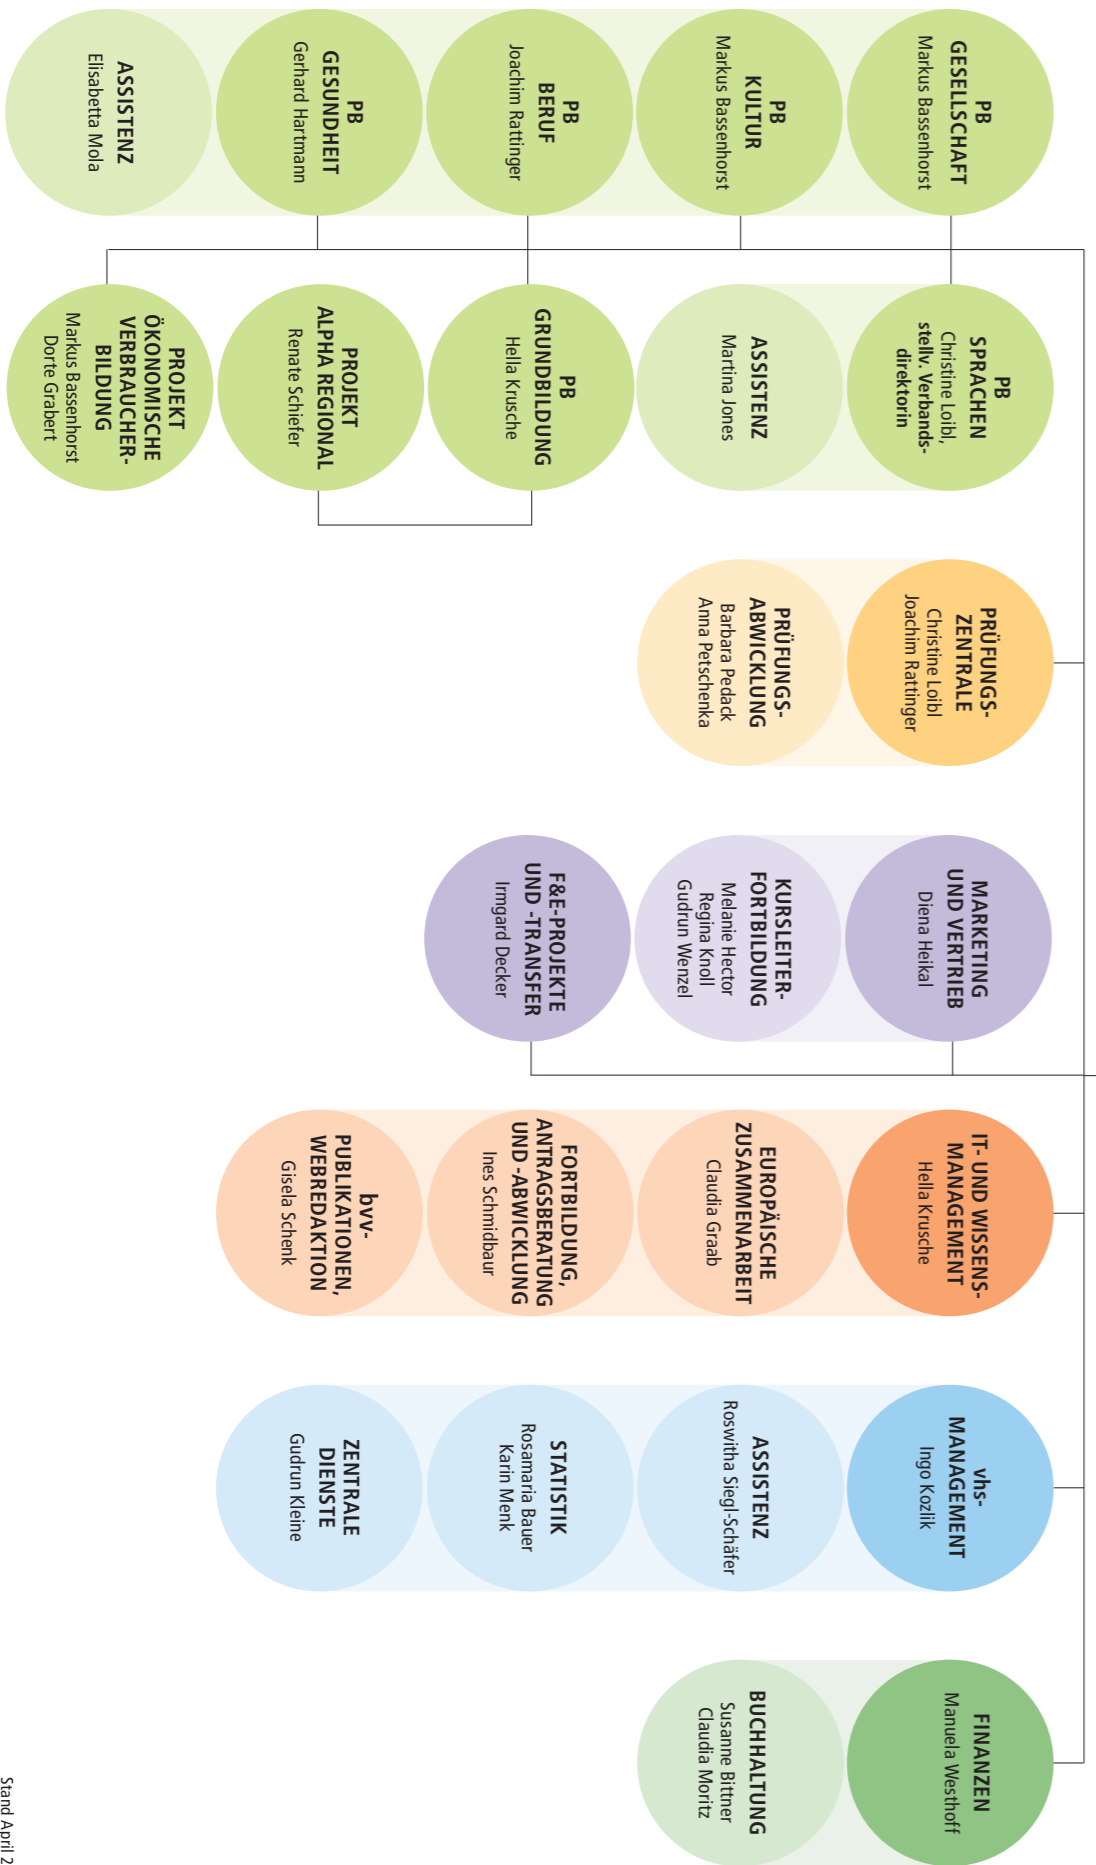 PB
GESELLSCHAFT
Markus Bassenhorst
PB
KULTUR
Markus Bassenhorst
PB
BERUF
Joachim Rattinger
PB
GESUNDHEIT
Gerhard Hartmann
ASSISTENZ
Elisabetta Mola
PB
SPRACHEN
Christine Loibl,
stellv. Verbands-
direktorin
ASSISTENZ
Martina Jones
PB
GRUNDBILDUNG
Hella Krusche
PROJEKT
ALPHA REGIONAL
Renate Schiefer
PROJEKT
ÖKONOMISCHE
VERBRAUCHER-
BILDUNG
Markus Bassenhorst
Dorte Grabert
PRÜFUNGS-
ZENTRALE
Christine Loibl
Joachim Rattinger
PRÜFUNGS-
ABWICKLUNG
Barbara Pedack
Anna Petschenka
MARKETING
UND VERTRIEB
Diena Heikal
KURSLEITER-
FORTBILDUNG
Melanie Hector
Regina Knoll
Gudrun Wenzel
F&E-PROJEKTE
UND -TRANSFER
Irmgard Decker
IT- UND WISSENS-
MANAGEMENT
Hella Krusche
EUROPÄISCHE
ZUSAMMENARBEIT
Claudia Graab
FORTBILDUNG,
ANTRAGSBERATUNG
UND -ABWICKLUNG
Ines Schmidbaur
bvv-
PUBLIKATIONEN,
WEBREDAKTION
Gisela Schenk
vhs-
MANAGEMENT
Ingo Kozlik
ASSISTENZ
Roswitha Siegl-Schäfer
STATISTIK
Rosamaria Bauer
Karin Menk
ZENTRALE
DIENSTE
Gudrun Kleine
FINANZEN
Manuela Westhoff
BUCHHALTUNG
Susanne Bittner
Claudia Moritz
Stand April 2